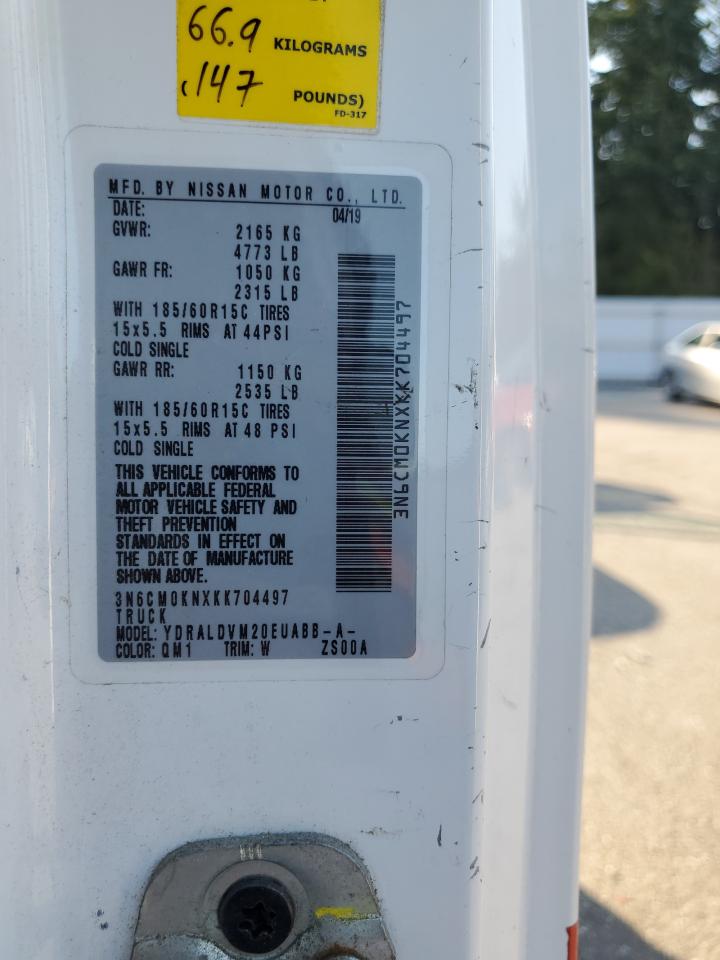 66.9 KILOGRAMS
(147 POUNDS)
FD-317
MFD. BY NISSAN MOTOR CO., LTD.
DATE: 04/19
GVWR: 2165 KG
4773 LB
GAWR FR: 1050 KG
2315 LB
WITH 185/60R15C TIRES
15x5.5 RIMS AT 44PSI
COLD SINGLE
GAWR RR: 1150 KG
2535 LB
WITH 185/60R15C TIRES
15x5.5 RIMS AT 48 PSI
COLD SINGLE
THIS VEHICLE CONFORMS TO
ALL APPLICABLE FEDERAL
MOTOR VEHICLE SAFETY AND
THEFT PREVENTION
STANDARDS IN EFFECT ON
THE DATE OF MANUFACTURE
SHOWN ABOVE.
3N6CM0KNXKK704497
TRUCK
MODEL: YDRALDVM20EUABB-A-
COLOR: QM1 TRIM: W ZS00A
3N6CM0KNXKK704497